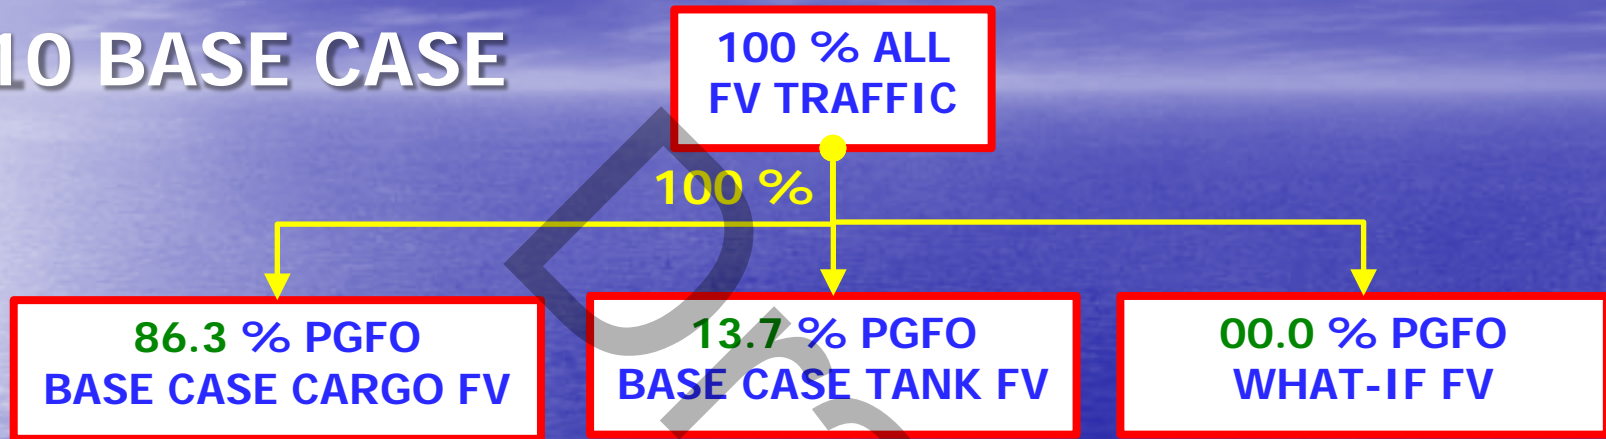 10 BASE CASE
100 % ALL
FV TRAFFIC
100 %
86.3 % PGFO
BASE CASE CARGO FV
13.7 % PGFO
BASE CASE TANK FV
00.0 % PGFO
WHAT-IF FV